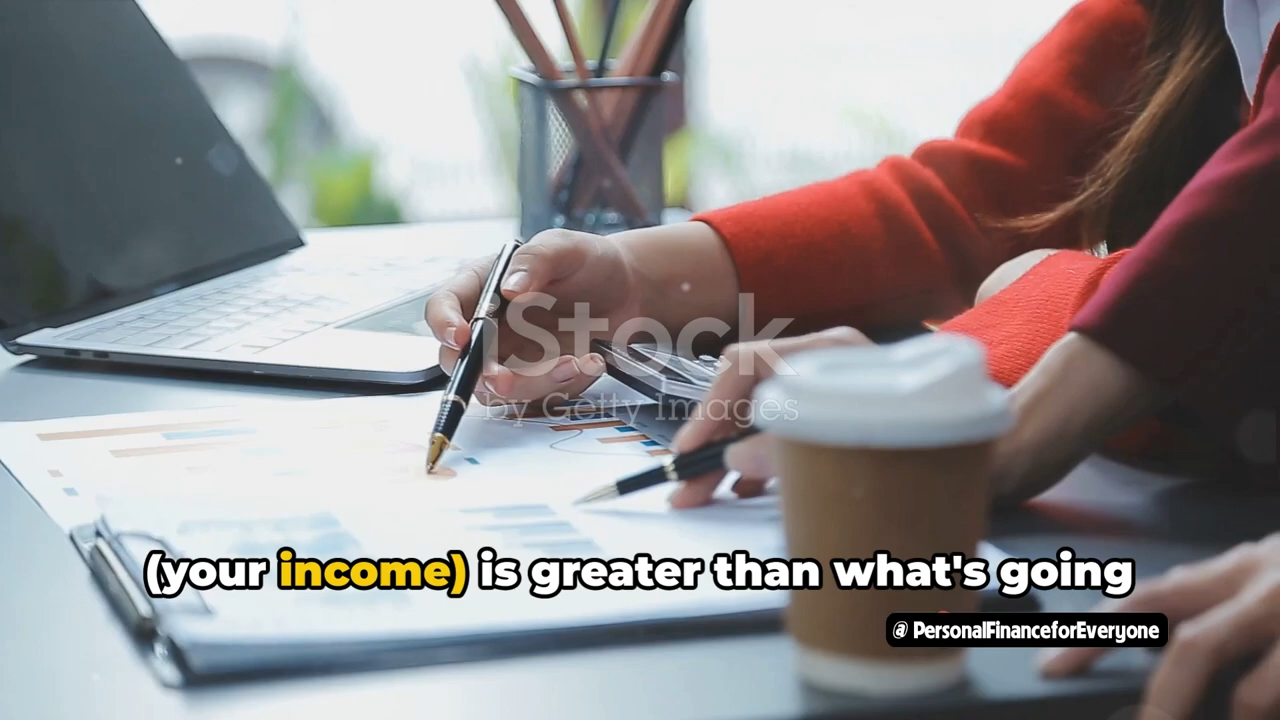 iStock
by Getty Images
(your income) is greater than what's going
@ PersonalFinanceforEveryone